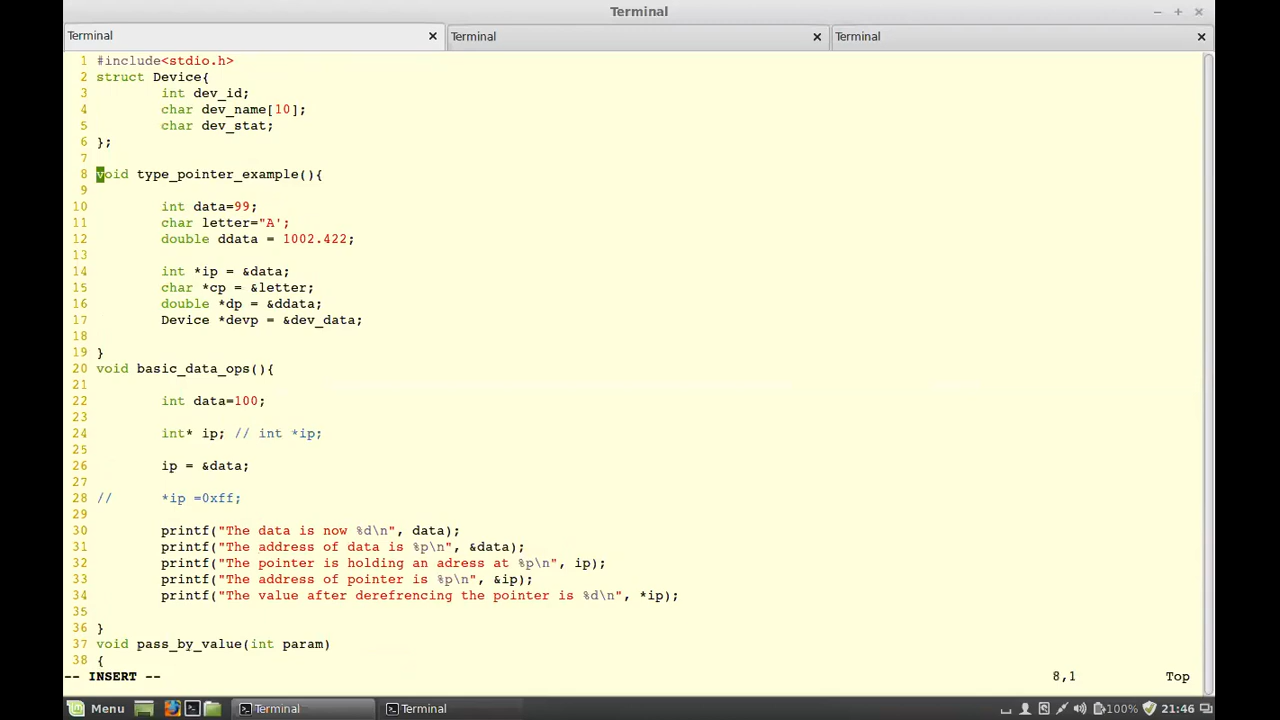 Terminal
Terminal
Terminal
Terminal
1 #include<stdio.h>
2 struct Device{
3 int dev_id;
4 char dev_name[10];
5 char dev_stat;
6 };
7
8 void type_pointer_example(){
9
10 int data=99;
11 char letter="A';
12 double ddata = 1002.422;
13
14 int *ip = &data;
15 char *cp = &letter;
16 double *dp = &ddata;
17 Device *devp = &dev_data;
18
19 }
20 void basic_data_ops(){
21
22 int data=100;
23
24 int* ip; // int *ip;
25
26 ip = &data;
27
28 // *ip =0xff;
29
30 printf("The data is now %d\n", data);
31 printf("The addross of data is %p\n", &data);
32 printf("The pointer is holding an adress at %p\n", ip);
33 printf("The address of pointer is %p\n", &ip);
34 printf("The value after derefrencing the pointer is %d\n", *ip);
35
36 }
37 void pass_by_value(int param)
38 {
-- INSERT -- 8,1 Top
Menu Terminal Terminal 100% 21:46